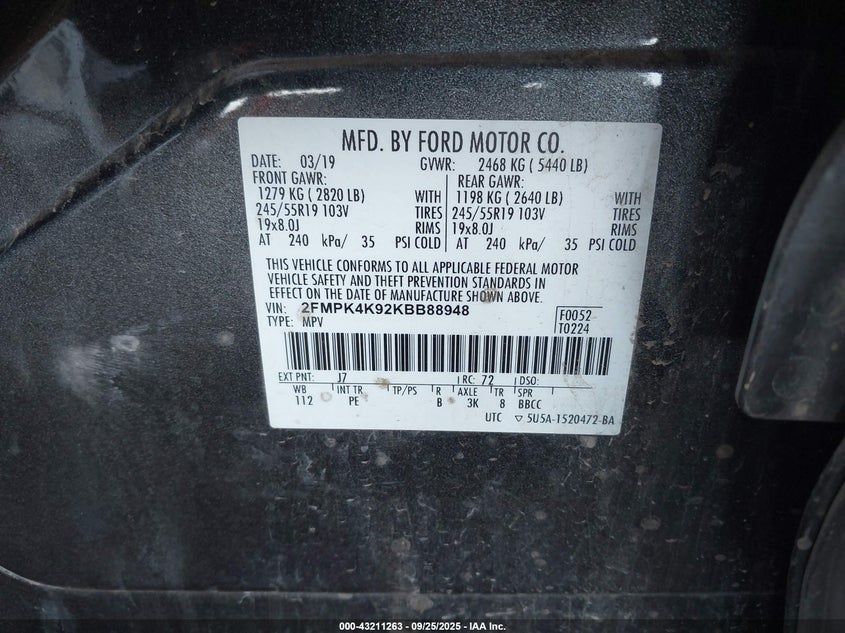 MFD. BY FORD MOTOR CO.
DATE: 03/19 GVWR: 2468 KG ( 5440 LB)
FRONT GAWR: REAR GAWR:
1279 KG ( 2820 LB) WITH 1198 KG ( 2640 LB) WITH
245/55R19 103V TIRES 245/55R19 103V TIRES
19x8.0J RIMS 19x8.0J RIMS
AT 240 kPa/ 35 PSI COLD AT 240 kPa/ 35 PSI COLD
THIS VEHICLE CONFORMS TO ALL APPLICABLE FEDERAL MOTOR
VEHICLE SAFETY AND THEFT PREVENTION STANDARDS IN
EFFECT ON THE DATE OF MANUFACTURE SHOWN ABOVE.
VIN: 2FMPK4K92KBB88948 F0052
TYPE: MPV T0224
EXT PNT: J7 RC: 72 DSO:
WB INT TR TP/PS R AXLE TR SPR
112 PE B 3K 8 BBCC
UTC ▽ 5U5A-1520472-BA
000-43211263 - 09/25/2025 - IAA Inc.